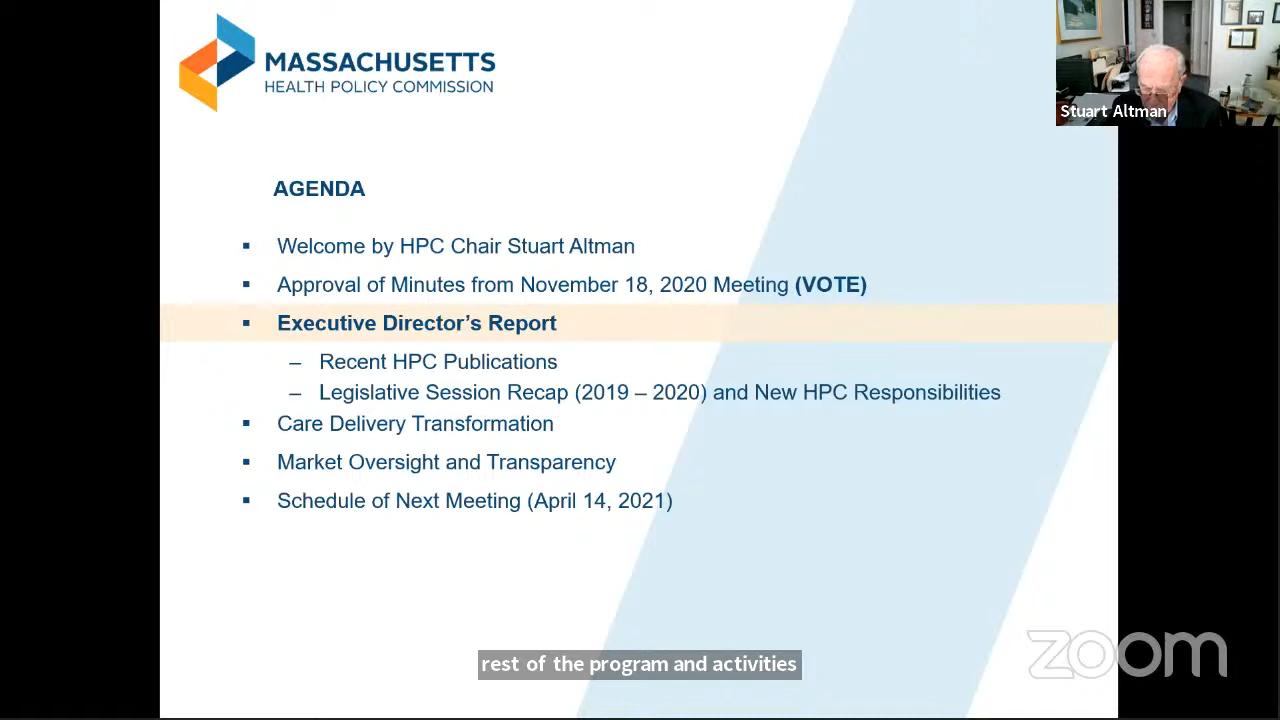 MASSACHUSETTS
HEALTH POLICY COMMISSION
Stuart Altman
AGENDA
▪ Welcome by HPC Chair Stuart Altman
▪ Approval of Minutes from November 18, 2020 Meeting (VOTE)
▪ Executive Director’s Report
– Recent HPC Publications
– Legislative Session Recap (2019 – 2020) and New HPC Responsibilities
▪ Care Delivery Transformation
▪ Market Oversight and Transparency
▪ Schedule of Next Meeting (April 14, 2021)
rest of the program and activities
zoom